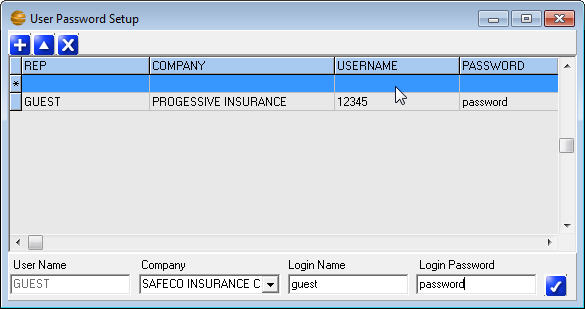 User Password Setup
REP COMPANY USERNAME PASSWORD
*
GUEST PROGESSIVE INSURANCE 12345 password
User Name Company Login Name Login Password
GUEST SAFECO INSURANCE C guest password